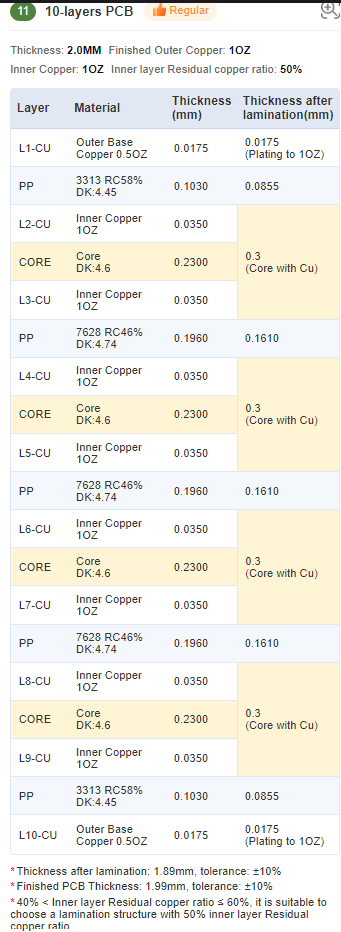 11 10-layers PCB Regular
Thickness: 2.0MM Finished Outer Copper: 1OZ
Inner Copper: 1OZ Inner layer Residual copper ratio: 50%
Layer Material Thickness (mm) Thickness after lamination(mm)
L1-CU Outer Base Copper 0.5OZ 0.0175 0.0175 (Plating to 1OZ)
PP 3313 RC58% DK:4.45 0.1030 0.0855
L2-CU Inner Copper 1OZ 0.0350
CORE Core DK:4.6 0.2300 0.3 (Core with Cu)
L3-CU Inner Copper 1OZ 0.0350
PP 7628 RC46% DK:4.74 0.1960 0.1610
L4-CU Inner Copper 1OZ 0.0350
CORE Core DK:4.6 0.2300 0.3 (Core with Cu)
L5-CU Inner Copper 1OZ 0.0350
PP 7628 RC46% DK:4.74 0.1960 0.1610
L6-CU Inner Copper 1OZ 0.0350
CORE Core DK:4.6 0.2300 0.3 (Core with Cu)
L7-CU Inner Copper 1OZ 0.0350
PP 7628 RC46% DK:4.74 0.1960 0.1610
L8-CU Inner Copper 1OZ 0.0350
CORE Core DK:4.6 0.2300 0.3 (Core with Cu)
L9-CU Inner Copper 1OZ 0.0350
PP 3313 RC58% DK:4.45 0.1030 0.0855
L10-CU Outer Base Copper 0.5OZ 0.0175 0.0175 (Plating to 1OZ)
* Thickness after lamination: 1.89mm, tolerance: ±10%
* Finished PCB Thickness: 1.99mm, tolerance: ±10%
* 40% < Inner layer Residual copper ratio ≤ 60%, it is suitable to
choose a lamination structure with 50% inner layer Residual
copper ratio